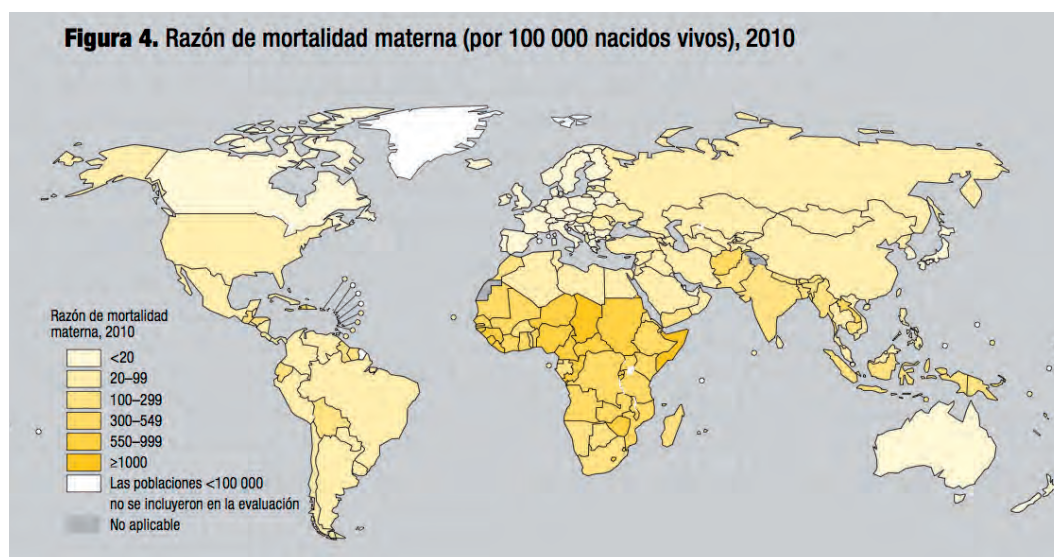 Figura 4. Razón de mortalidad materna (por 100 000 nacidos vivos), 2010
Razón de mortalidad
materna, 2010
<20
20–99
100–299
300–549
550–999
≥1000
Las poblaciones <100 000
no se incluyeron en la evaluación
No aplicable